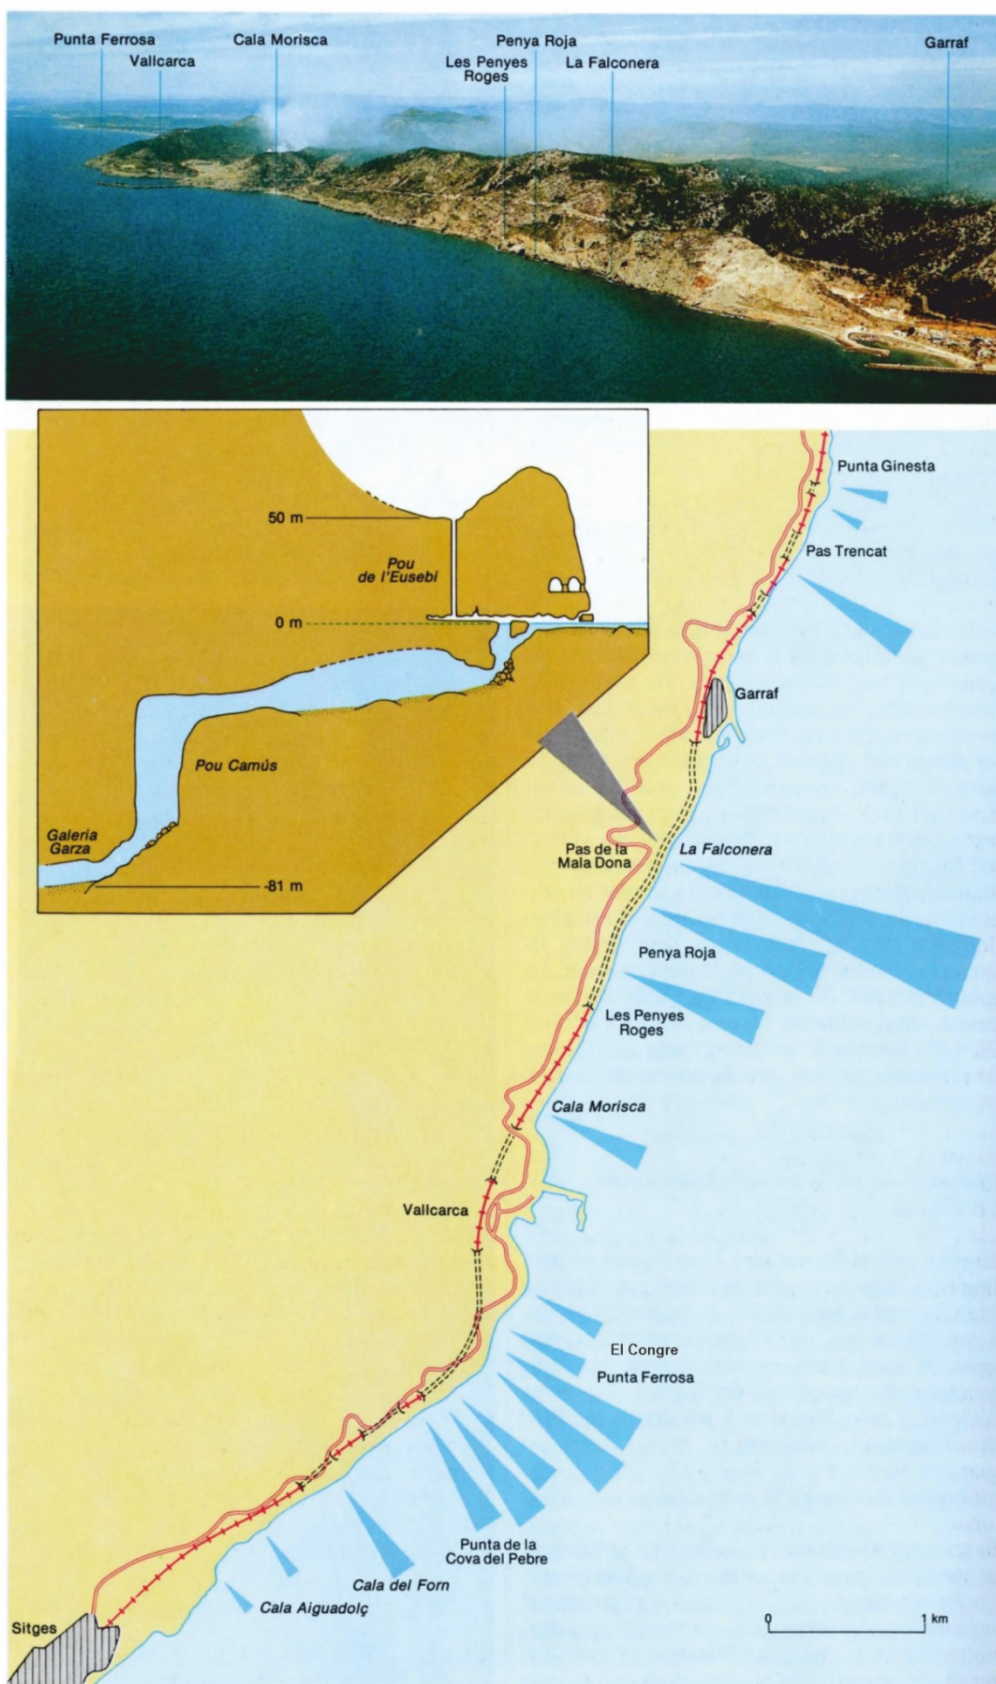 Punta Ferrosa
Vallcarca
Cala Morisca
Penya Roja
Les Penyes
Roges
La Falconera
Garraf
50 m
Pou
de l'Eusebi
0 m
Pou Camús
Galeria
Garza
-81 m
Punta Ginesta
Pas Trencat
Garraf
Pas de la
Mala Dona
La Falconera
Penya Roja
Les Penyes
Roges
Cala Morisca
Vallcarca
El Congre
Punta Ferrosa
Punta de la
Cova del Pebre
Cala del Forn
Cala Aiguadolç
Sitges
0
1 km